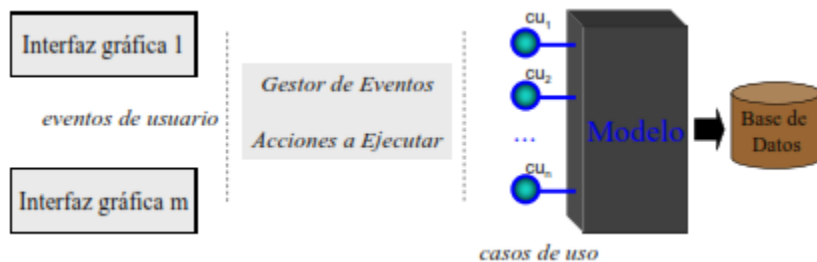 Interfaz gráfica 1
eventos de usuario
Interfaz gráfica m
Gestor de Eventos
Acciones a Ejecutar
cu1
cu2
...
cun
casos de uso
Modelo
Base de
Datos